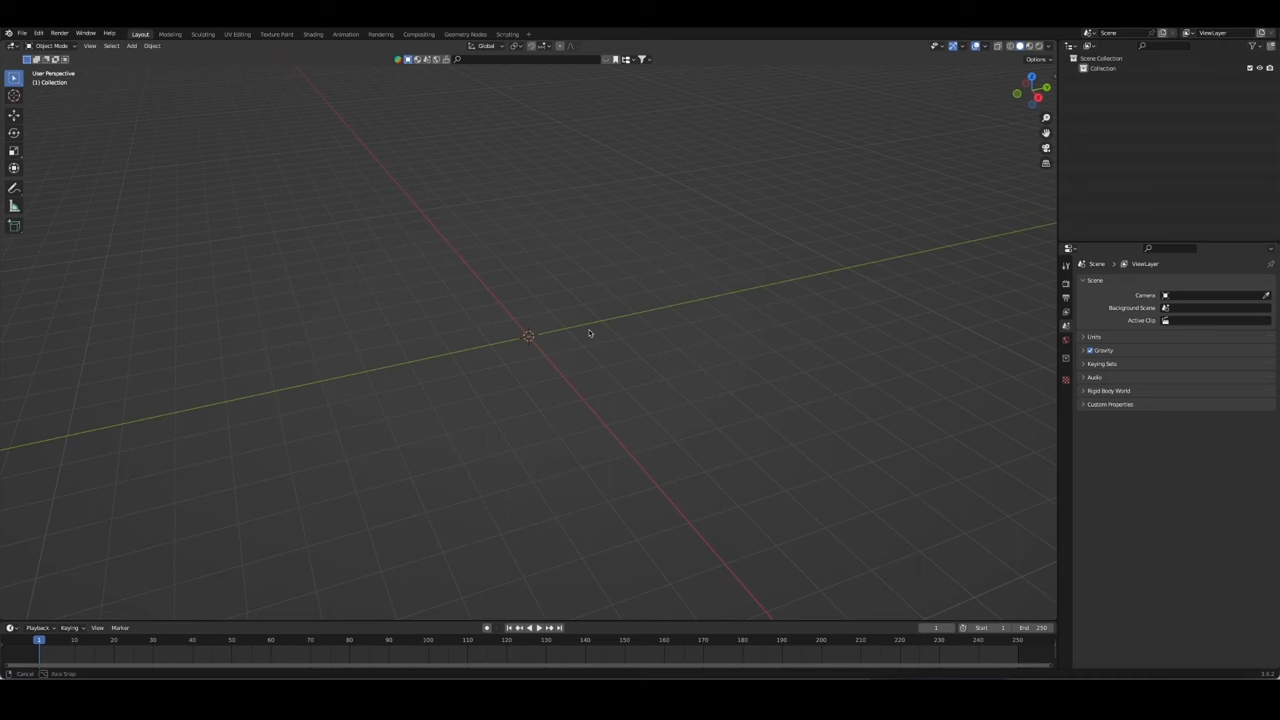 File Edit Render Window Help Layout Modeling Sculpting UV Editing Texture Paint Shading Animation Rendering Compositing Geometry Nodes Scripting + Scene ViewLayer
Object Mode View Select Add Object Global
Options
User Perspective
(1) Collection
Scene Collection
Collection
Z
Y
X
Scene ViewLayer
Scene
Camera
Background Scene
Active Clip
Units
Gravity
Keying Sets
Audio
Rigid Body World
Custom Properties
Playback Keying View Marker 1 Start 1 End 250
1 10 20 30 40 50 60 70 80 90 100 110 120 130 140 150 160 170 180 190 200 210 220 230 240 250
Cancel Axis Snap 3.6.2